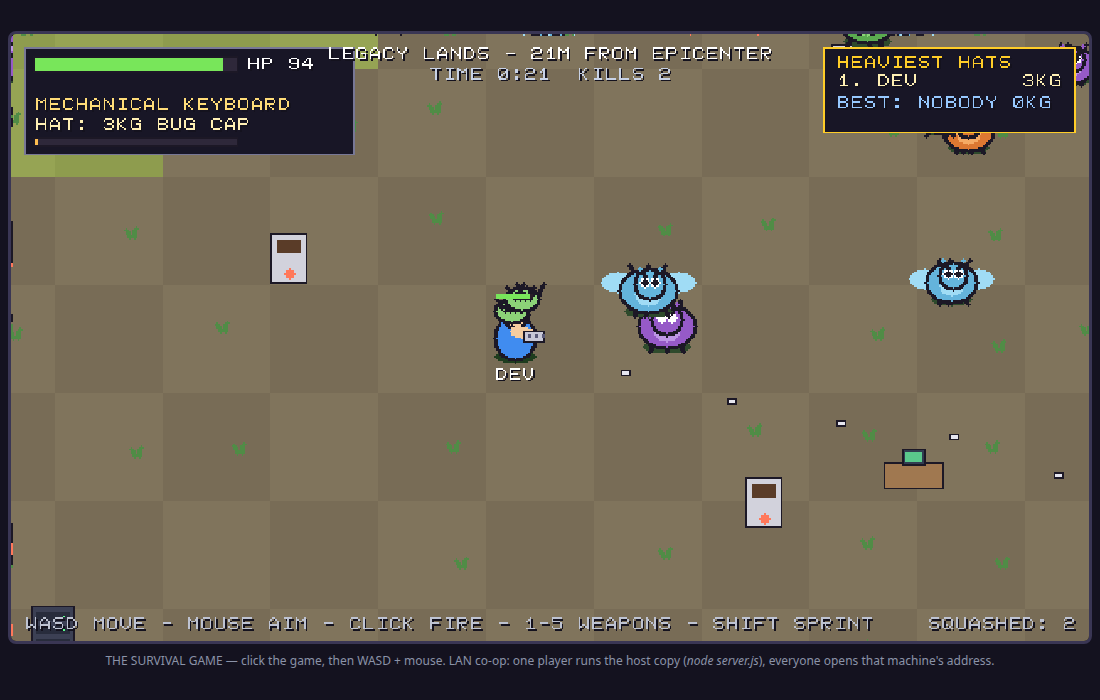 LEGACY LANDS - 21M FROM EPICENTER
TIME 0:21 KILLS 2
HP 94
MECHANICAL KEYBOARD
HAT: 3KG BUG CAP
HEAVIEST HATS
1. DEV 3KG
BEST: NOBODY 0KG
DEV
WASD MOVE - MOUSE AIM - CLICK FIRE - 1-5 WEAPONS - SHIFT SPRINT
SQUASHED: 2
THE SURVIVAL GAME — click the game, then WASD + mouse. LAN co-op: one player runs the host copy (node server.js), everyone opens that machine's address.